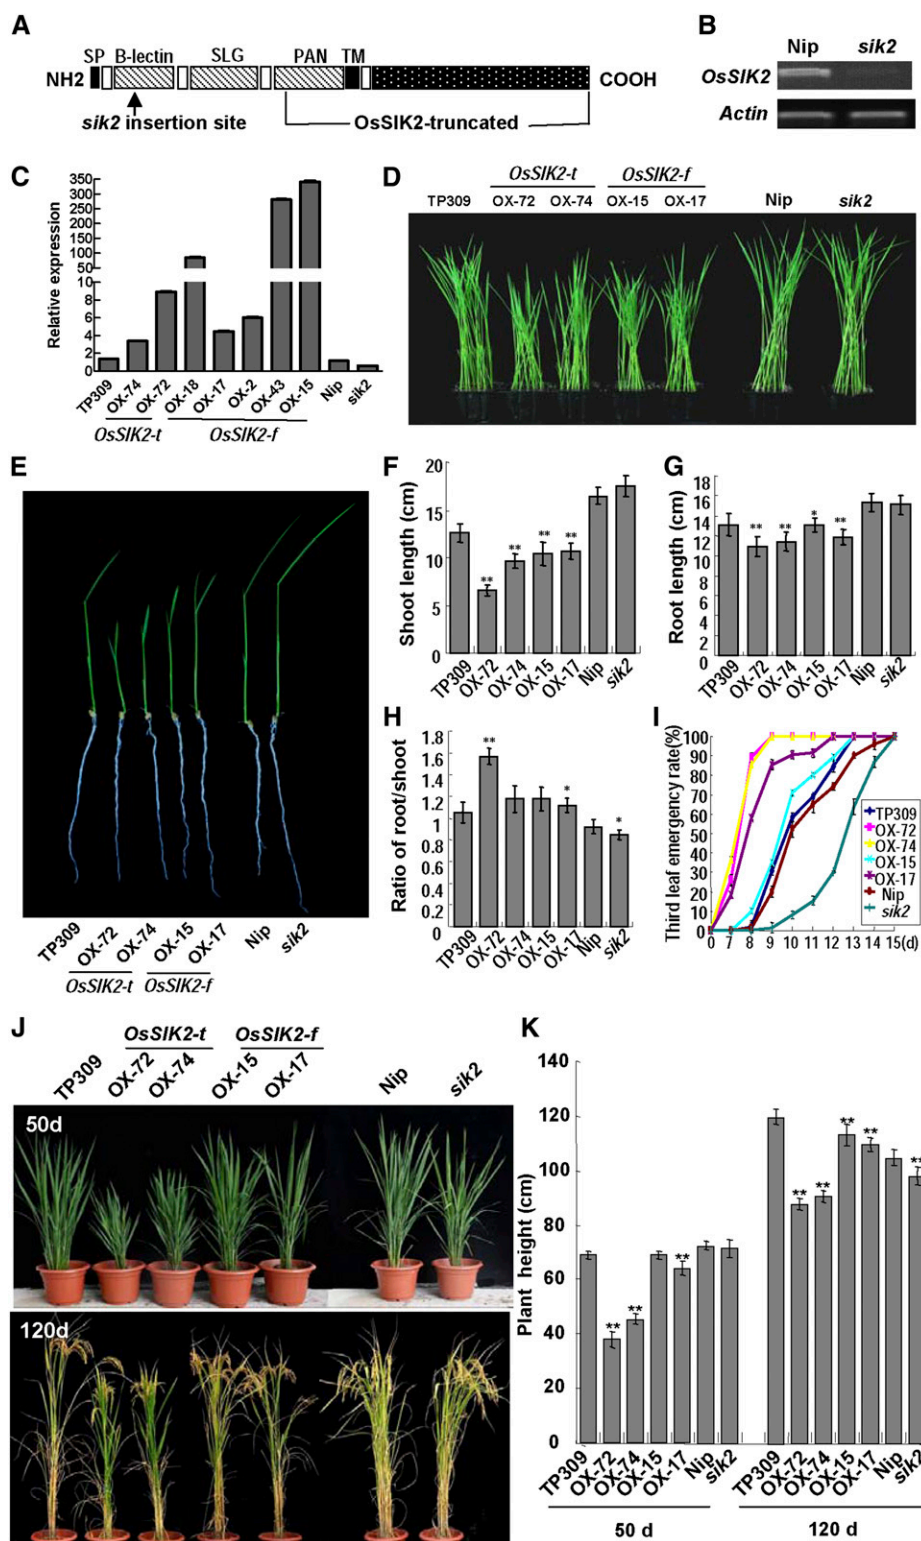 A
SP B-lectin SLG PAN TM
NH2 COOH
sik2 insertion site OsSIK2-truncated
B
Nip sik2
OsSIK2
Actin
C
Relative expression
350
300
250
200
150
100
50
10
8
6
4
2
0
TP309 OX-74 OX-72 OX-18 OX-17 OX-2 OX-43 OX-15 Nip sik2
OsSIK2-t OsSIK2-f
D
OsSIK2-t OsSIK2-f
TP309 OX-72 OX-74 OX-15 OX-17 Nip sik2
E
TP309 OX-72 OX-74 OX-15 OX-17 Nip sik2
OsSIK2-t OsSIK2-f
F
Shoot length (cm)
20
15
10
5
0
** ** ** **
TP309 OX-72 OX-74 OX-15 OX-17 Nip sik2
G
Root length (cm)
18
16
14
12
10
8
6
4
2
0
** ** * **
TP309 OX-72 OX-74 OX-15 OX-17 Nip sik2
H
Ratio of root/shoot
1.8
1.6
1.4
1.2
1
0.8
0.6
0.4
0.2
0
** * *
TP309 OX-72 OX-74 OX-15 OX-17 Nip sik2
I
Third leaf emergency rate(%)
100
90
80
70
60
50
40
30
20
10
0
TP309
OX-72
OX-74
OX-15
OX-17
Nip
sik2
0 7 8 9 10 11 12 13 14 15(d)
J
OsSIK2-t OsSIK2-f
TP309 OX-72 OX-74 OX-15 OX-17 Nip sik2
50d
120d
K
Plant height (cm)
140
120
100
80
60
40
20
0
** ** ** ** ** ** ** **
TP309 OX-72 OX-74 OX-15 OX-17 Nip sik2 TP309 OX-72 OX-74 OX-15 OX-17 Nip sik2
50 d 120 d